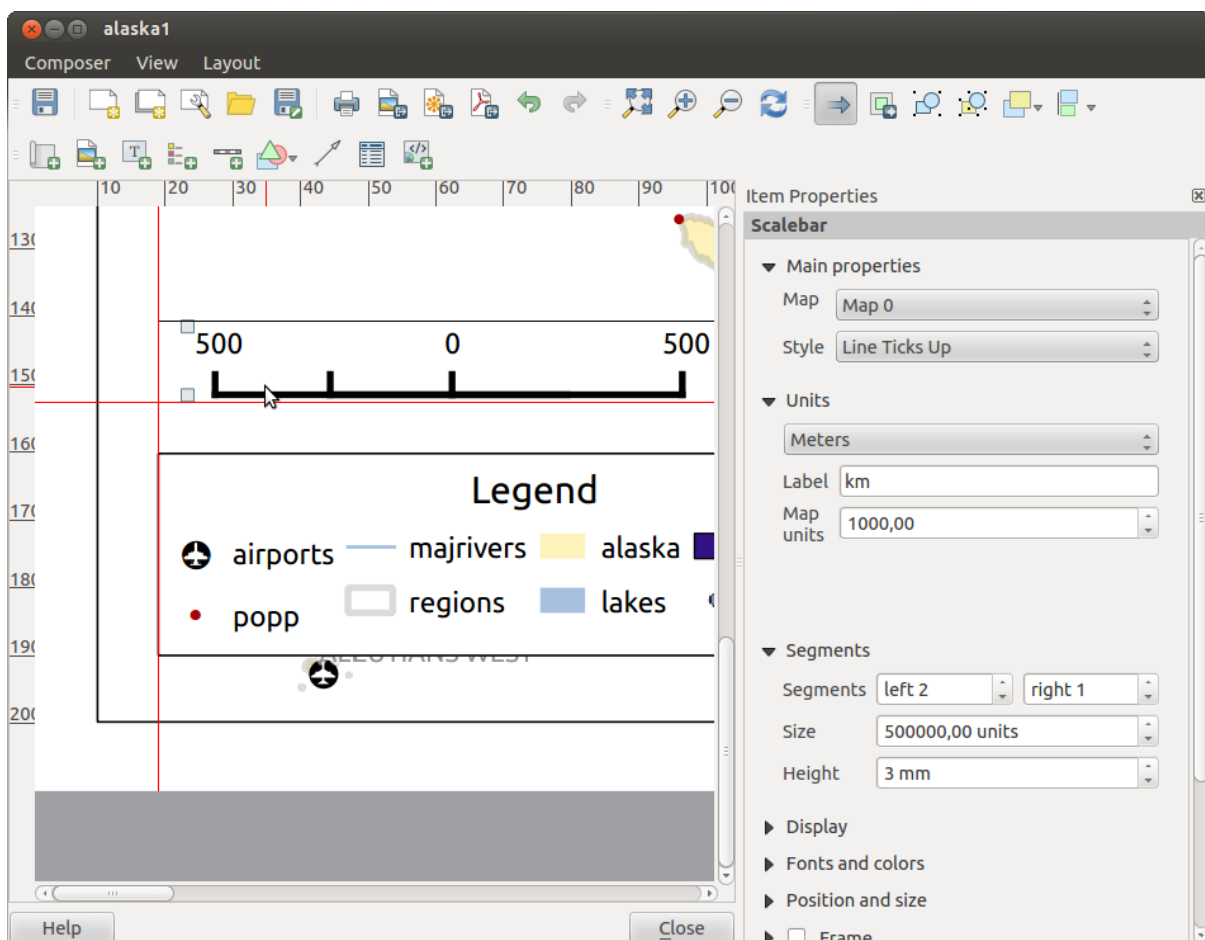 alaska1
Composer View Layout
10 20 30 40 50 60 70 80 90 100
Item Properties
Scalebar
Main properties
Map Map 0
Style Line Ticks Up
Units
Meters
Label km
Map units 1000,00
Segments
Segments left 2 right 1
Size 500000,00 units
Height 3 mm
Display
Fonts and colors
Position and size
Frame
130
140
150
160
170
180
190
200
500 0 500
Legend
airports majrivers alaska
popp regions lakes
ALEUTIANS WEST
Help Close